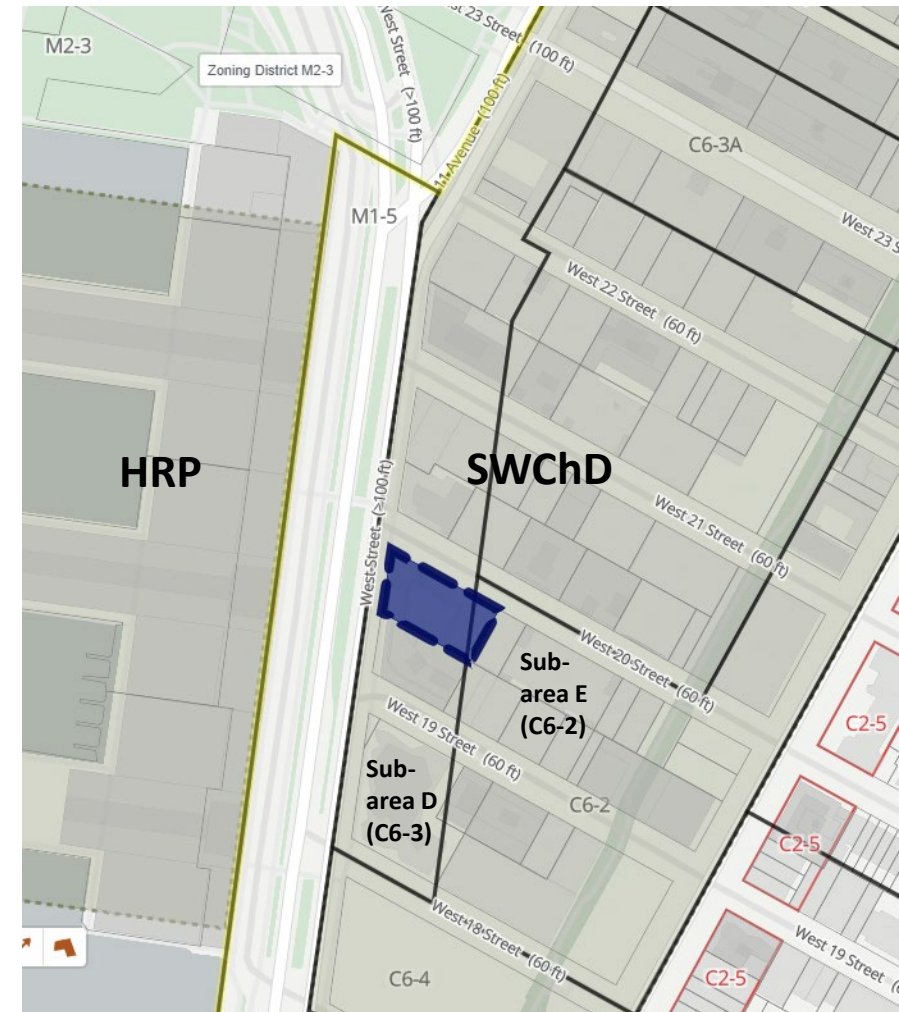 M2-3
Zoning District M2-3
West Street (>100 ft)
West 23 Street (100 ft)
11 Avenue (100 ft)
C6-3A
M1-5
West 23 S
West 22 Street (60 ft)
HRP
SWChD
West Street (>100 ft)
West 21 Street (60 ft)
West 20 Street (60 ft)
Sub-
area E
(C6-2)
C2-5
West 19 Street (60 ft)
Sub-
area D
(C6-3)
C6-2
C2-5
West 18 Street (60 ft)
West 19 Street
C6-4
C2-5